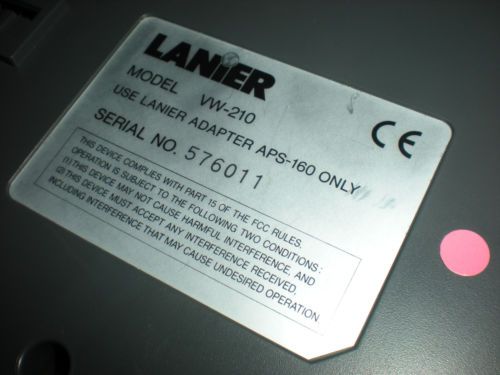 LANIER
MODEL VW-210
USE LANIER ADAPTER APS-160 ONLY
SERIAL NO. 576011
CE
THIS DEVICE COMPLIES WITH PART 15 OF THE FCC RULES.
OPERATION IS SUBJECT TO THE FOLLOWING TWO CONDITIONS:
(1) THIS DEVICE MAY NOT CAUSE HARMFUL INTERFERENCE, AND
(2) THIS DEVICE MUST ACCEPT ANY INTERFERENCE RECEIVED,
INCLUDING INTERFERENCE THAT MAY CAUSE UNDESIRED OPERATION